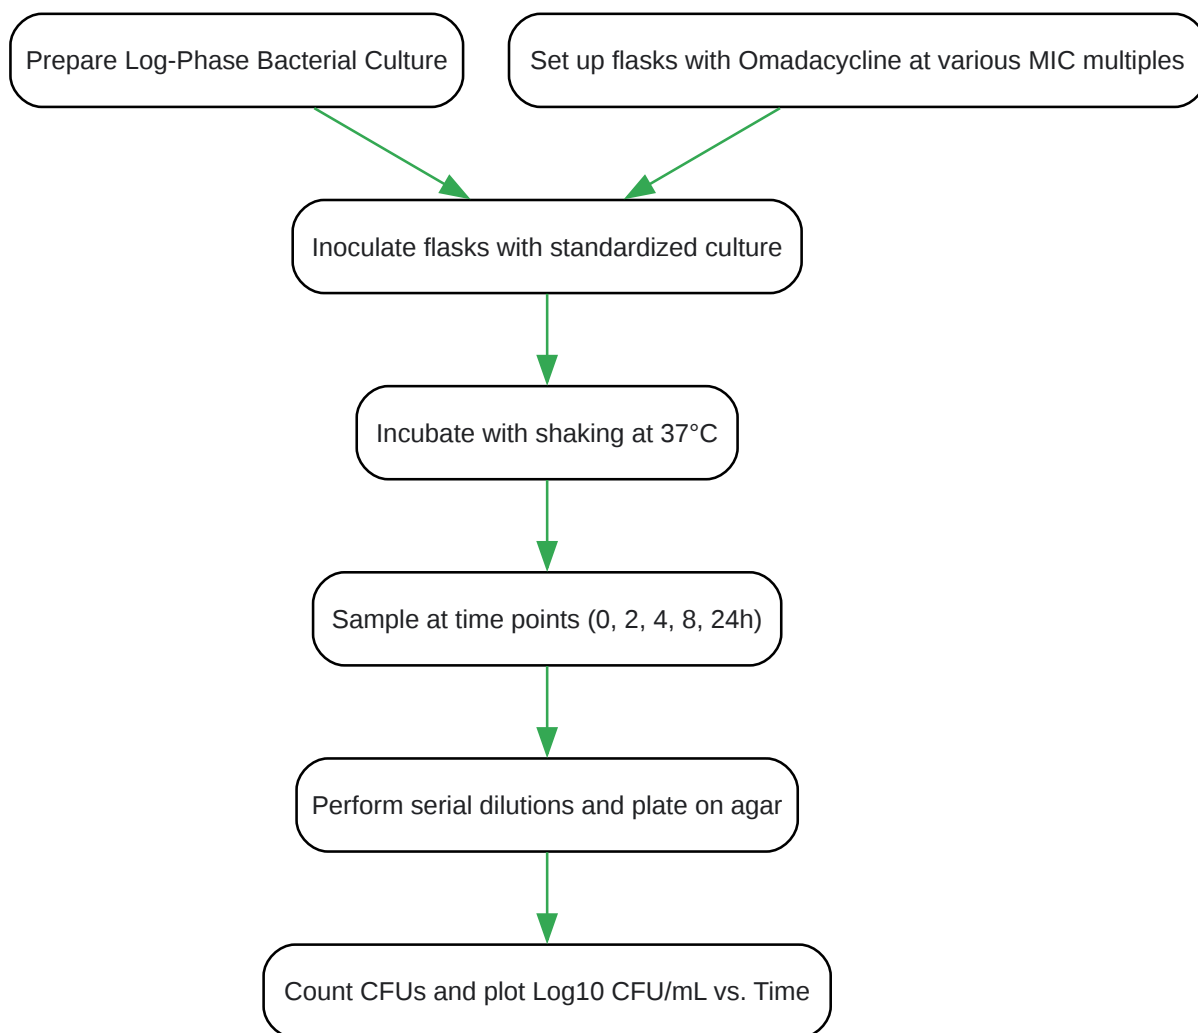 Prepare Log-Phase Bacterial Culture
Set up flasks with Omadacycline at various MIC multiples
Inoculate flasks with standardized culture
Incubate with shaking at 37°C
Sample at time points (0, 2, 4, 8, 24h)
Perform serial dilutions and plate on agar
Count CFUs and plot Log10 CFU/mL vs. Time